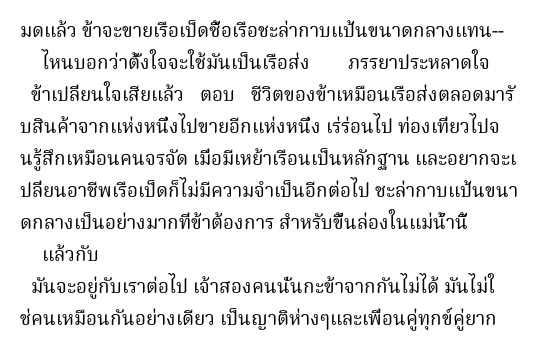 มดแล้ว ข้าจะขายเรือเป็ดซื้อเรือชะล่ากาบแป้นขนาดกลางแทน--
ไหนบอกว่าตั้งใจจะใช้มันเป็นเรือส่ง ภรรยาประหลาดใจ
ข้าเปลี่ยนใจเสียแล้ว ตอบ ชีวิตของข้าเหมือนเรือส่งตลอดมารั
บสินค้าจากแห่งหนึ่งไปขายอีกแห่งหนึ่ง เร่ร่อนไป ท่องเที่ยวไปจ
นรู้สึกเหมือนคนจรจัด เมื่อมีเหย้าเรือนเป็นหลักฐาน และอยากจะเ
ปลี่ยนอาชีพเรือเป็ดก็ไม่มีความจำเป็นอีกต่อไป ชะล่ากาบแป้นขนา
ดกลางเป็นอย่างมากที่ข้าต้องการ สำหรับขึ้นล่องในแม่น้ำนี้
แล้วกับ
มันจะอยู่กับเราต่อไป เจ้าสองคนนั้นกะข้าจากกันไม่ได้ มันไม่ใ
ช่คนเหมือนกันอย่างเดียว เป็นญาติห่างๆและเพื่อนคู่ทุกข์คู่ยาก